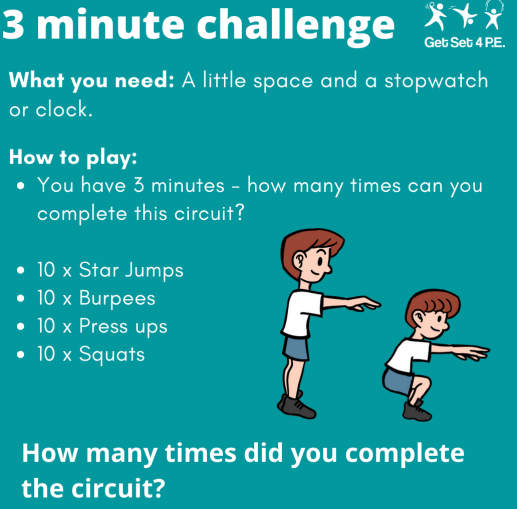 3 minute challenge
Get Set 4 P.E.
What you need: A little space and a stopwatch
or clock.
How to play:
• You have 3 minutes - how many times can you
complete this circuit?
• 10 x Star Jumps
• 10 x Burpees
• 10 x Press ups
• 10 x Squats
How many times did you complete
the circuit?